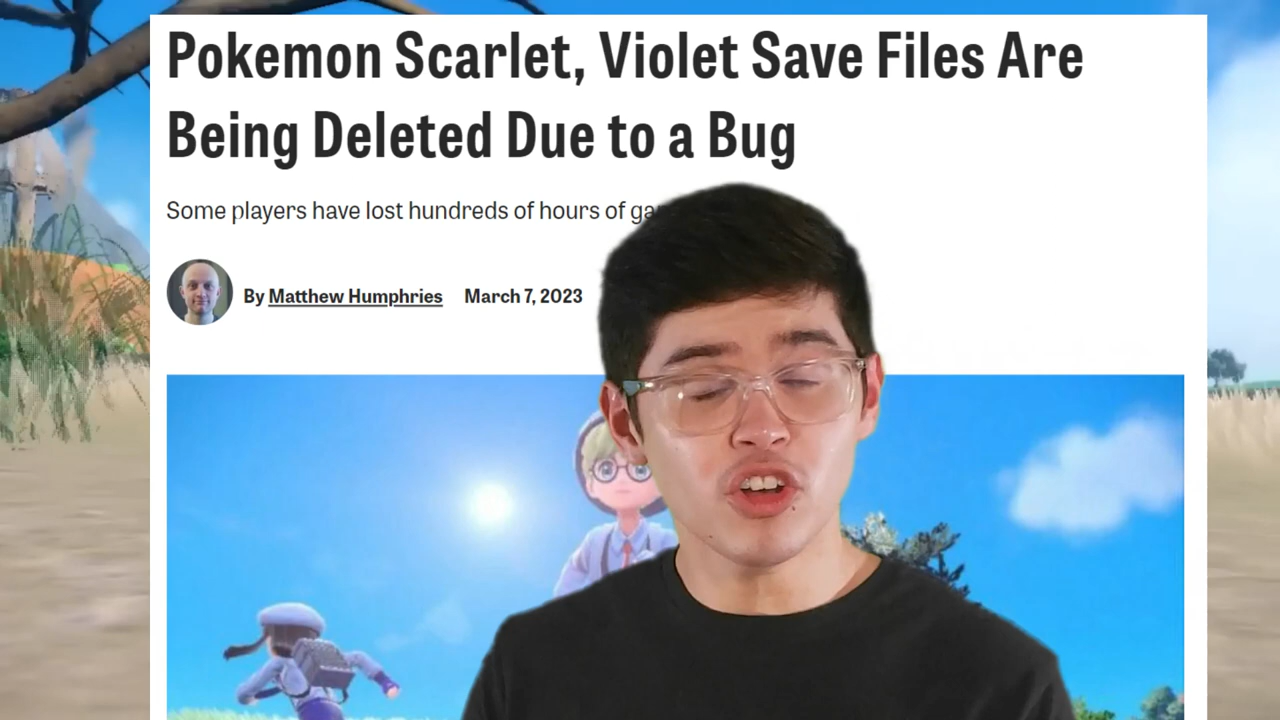 Pokemon Scarlet, Violet Save Files Are
Being Deleted Due to a Bug
Some players have lost hundreds of hours of
By Matthew Humphries March 7, 2023